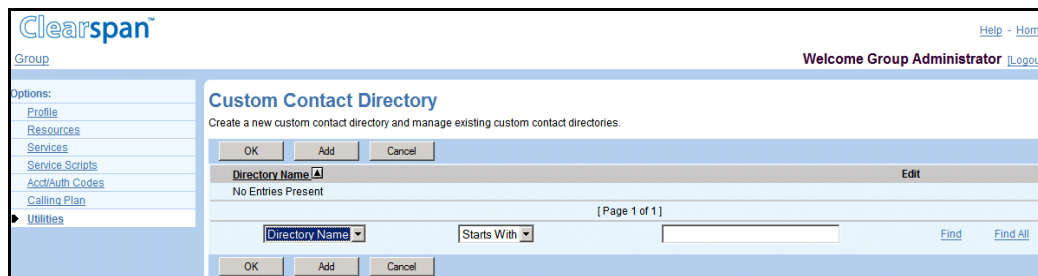 Clearspan™
Help - Hom
Group
Welcome Group Administrator [Logou
Options:
Profile
Resources
Services
Service Scripts
Acct/Auth Codes
Calling Plan
Utilities
Custom Contact Directory
Create a new custom contact directory and manage existing custom contact directories.
OK Add Cancel
Directory Name Edit
No Entries Present
[ Page 1 of 1 ]
Directory Name Starts With Find Find All
OK Add Cancel